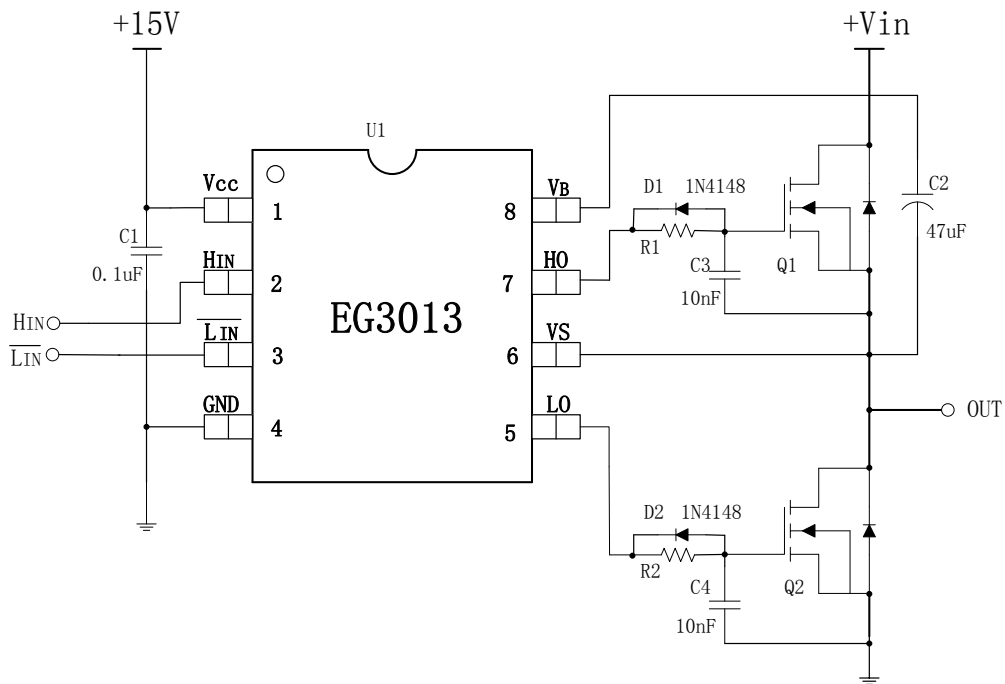 +15V
+Vin
U1
Vcc
1
VB
8
D1 1N4148
C2
47uF
C1
0.1uF
HIN
2
HO
7
R1
C3
10nF
Q1
EG3013
HIN
LIN
LIN
3
VS
6
GND
4
LO
5
OUT
D2 1N4148
R2
C4
10nF
Q2